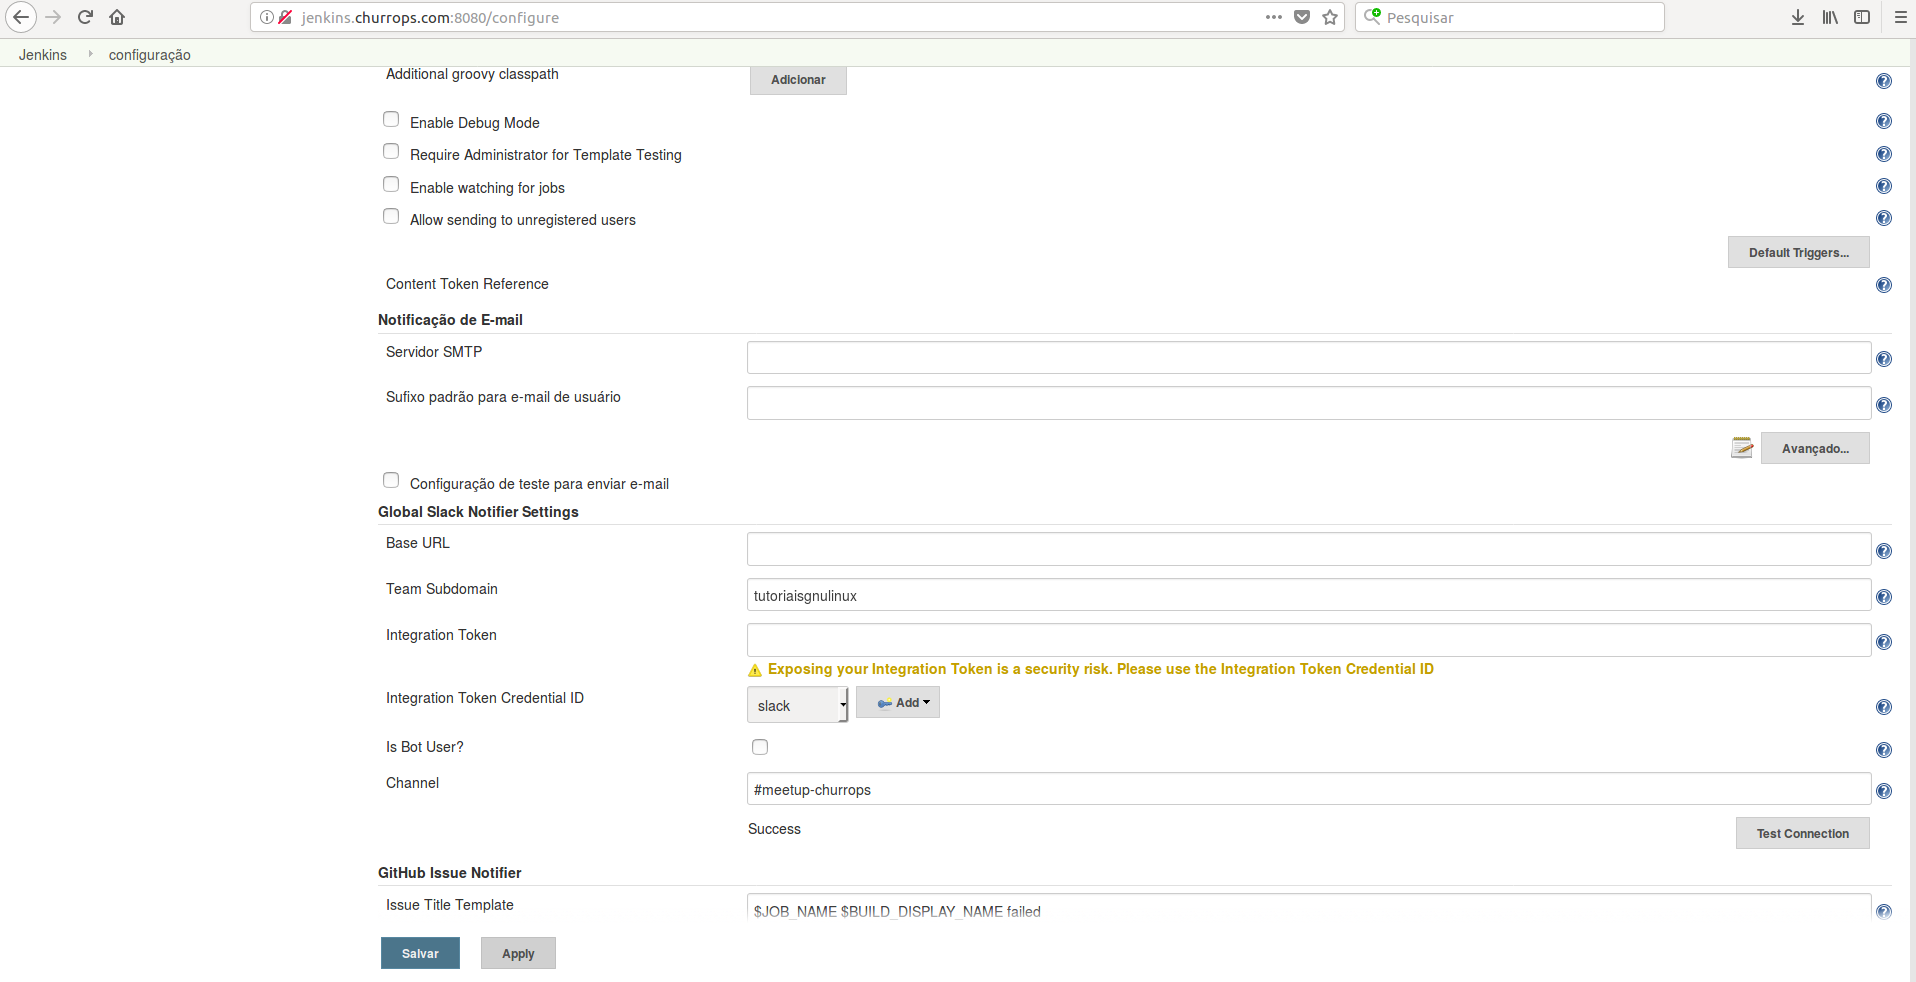 jenkins.churrops.com:8080/configure
Pesquisar
Jenkins
configuração
Additional groovy classpath
Adicionar
Enable Debug Mode
Require Administrator for Template Testing
Enable watching for jobs
Allow sending to unregistered users
Default Triggers...
Content Token Reference
Notificação de E-mail
Servidor SMTP
Sufixo padrão para e-mail de usuário
Avançado...
Configuração de teste para enviar e-mail
Global Slack Notifier Settings
Base URL
Team Subdomain
tutoriaisgnulinux
Integration Token
Exposing your Integration Token is a security risk. Please use the Integration Token Credential ID
Integration Token Credential ID
slack
Add
Is Bot User?
Channel
#meetup-churrops
Success
Test Connection
GitHub Issue Notifier
Issue Title Template
$JOB_NAME $BUILD_DISPLAY_NAME failed
Salvar
Apply